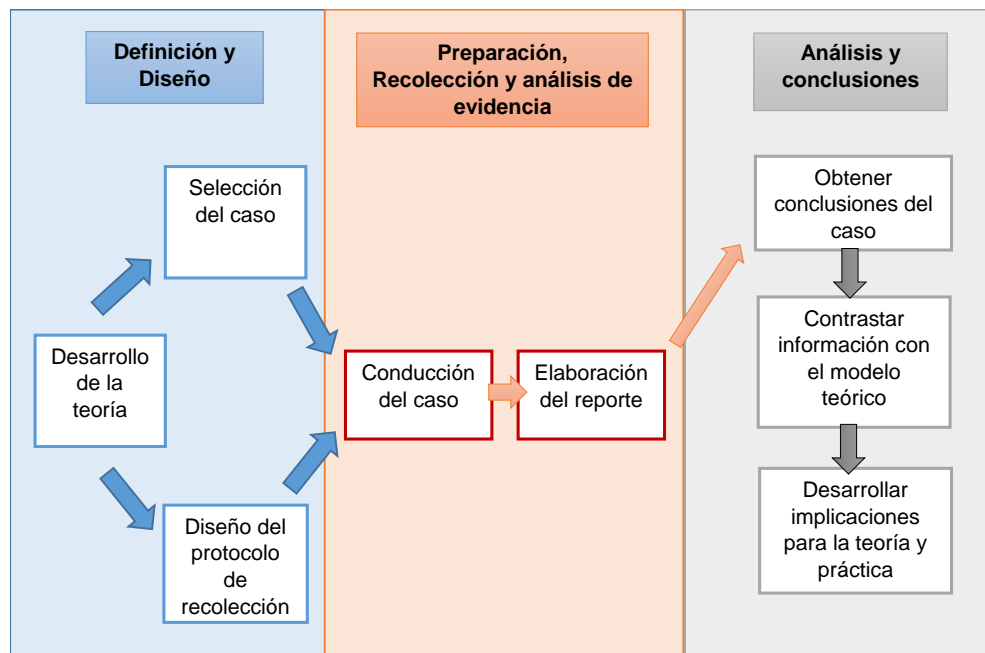 Definición y
Diseño
Preparación,
Recolección y análisis de
evidencia
Análisis y
conclusiones
Selección
del caso
Desarrollo
de la
teoría
Diseño del
protocolo
de
recolección
Conducción
del caso
Elaboración
del reporte
Obtener
conclusiones del
caso
Contrastar
información con
el modelo
teórico
Desarrollar
implicaciones
para la teoría y
práctica